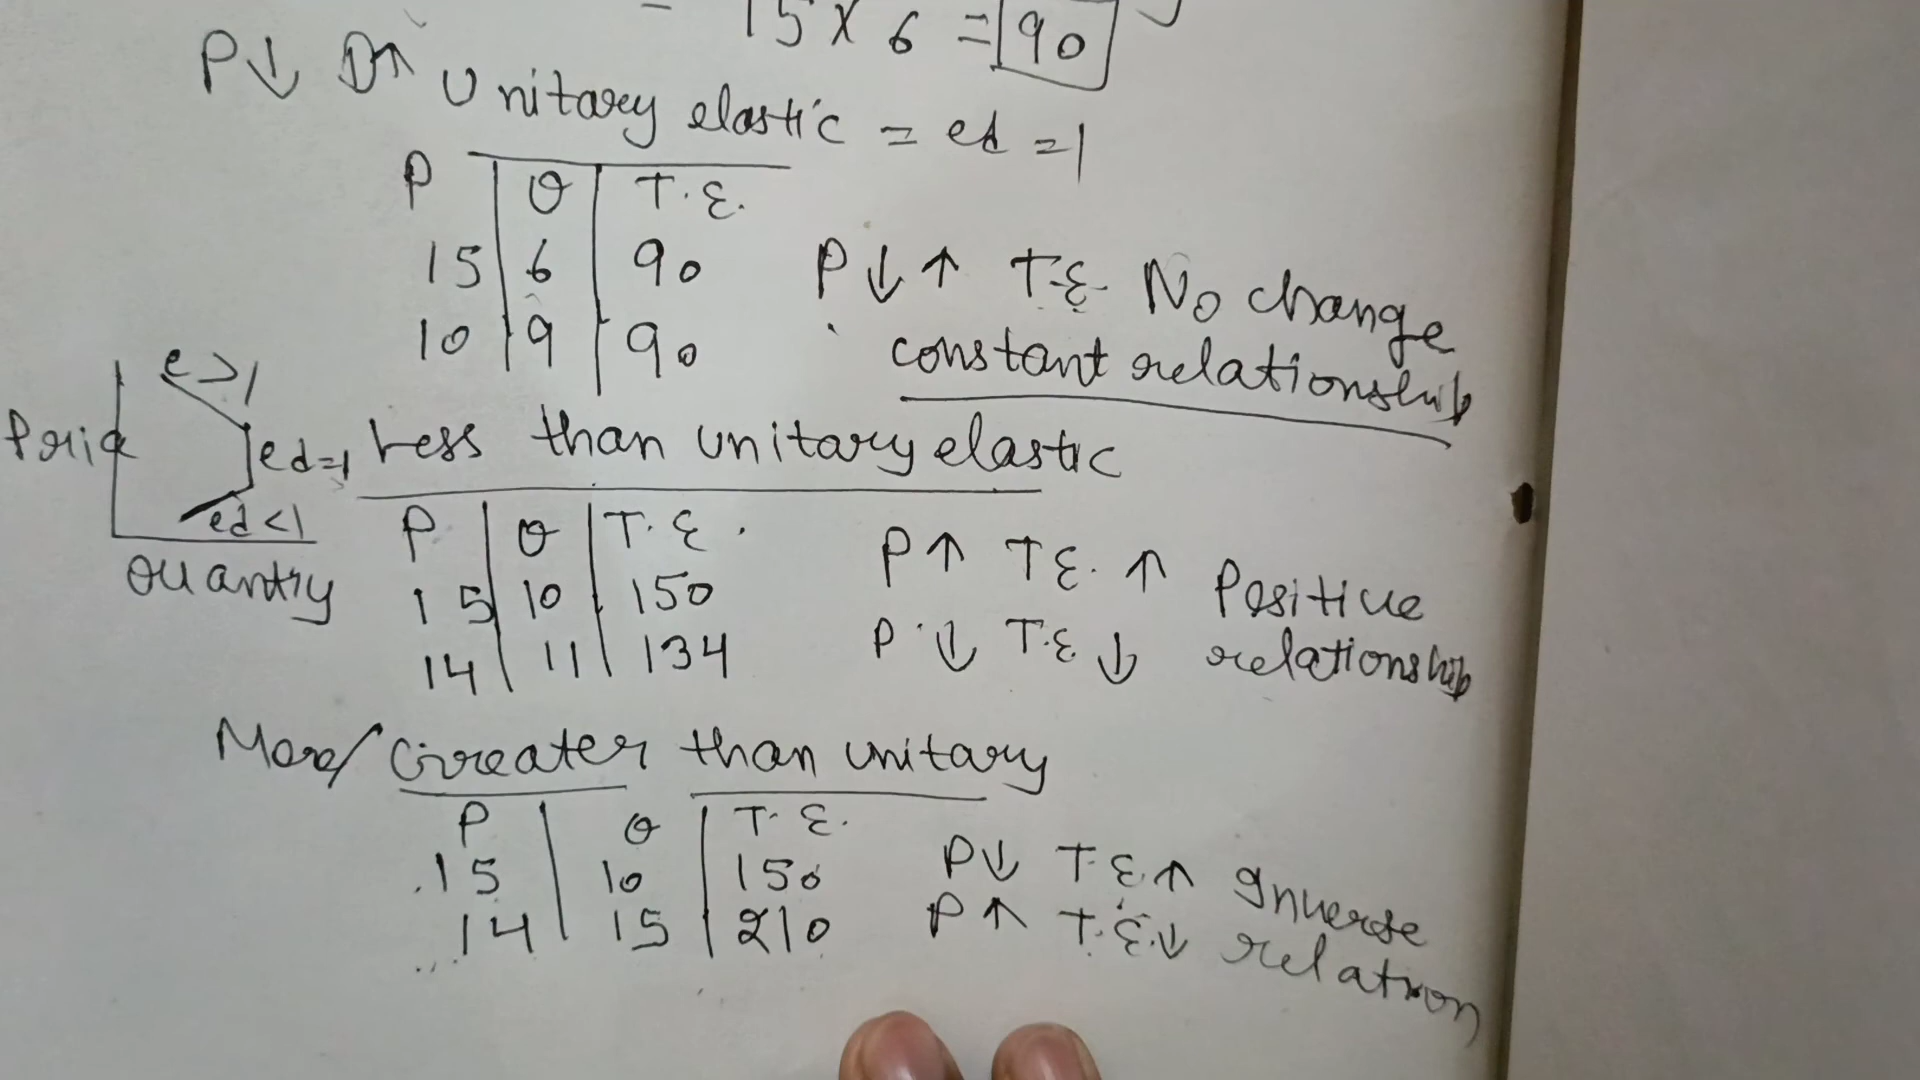 = 15 x 6 = 90
P↓ D↑ Unitary elastic = ed =1
P Q T.E.
15 6 90
10 9 90
P↓↑ T.E. No change
constant relationship
e>1
ed=1
ed<1
Quantity
Less than unitary elastic
P Q T.E.
15 10 150
14 11 134
P↑ T.E. ↑ Positive
P↓ T.E ↓ relationship
More/Greater than unitary
P Q T.E.
15 10 150
14 15 210
P↓ T.E↑ Inverse
P↑ T.E.↓ relation